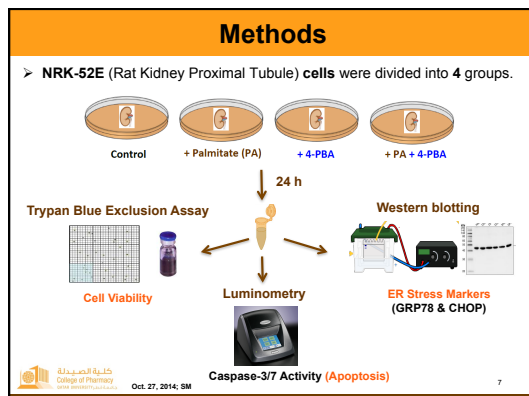 Methods
➢ NRK-52E (Rat Kidney Proximal Tubule) cells were divided into 4 groups.
Control
+ Palmitate (PA)
+ 4-PBA
+ PA + 4-PBA
24 h
Trypan Blue Exclusion Assay
Western blotting
Cell Viability
Luminometry
ER Stress Markers
(GRP78 & CHOP)
Caspase-3/7 Activity (Apoptosis)
كلية الصيدلة
College of Pharmacy
Oct. 27, 2014; SM
7